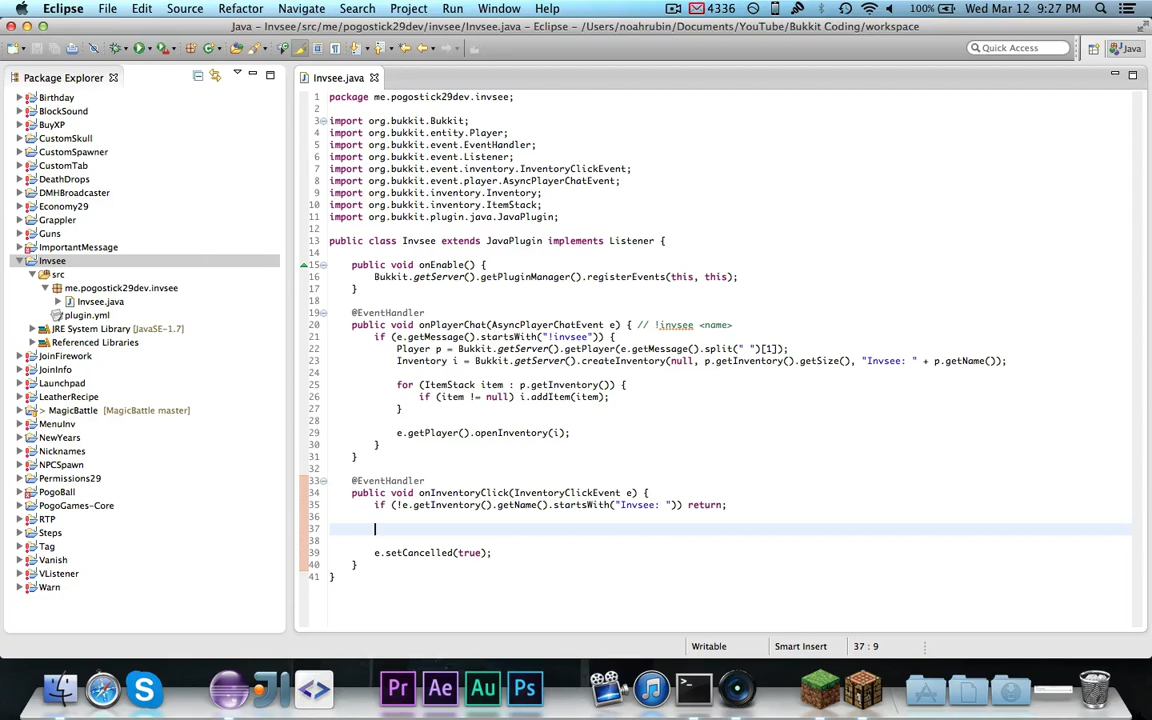 Eclipse File Edit Source Refactor Navigate Search Project Run Window Help 4336 100% Wed Mar 12 9:27 PM
Java – Invsee/src/me/pogostick29dev/invsee/Invsee.java – Eclipse – /Users/noahrubin/Documents/YouTube/Bukkit Coding/workspace
Quick Access Java
Package Explorer
Birthday
BlockSound
BuyXP
CustomSkull
CustomSpawner
CustomTab
DeathDrops
DMHBroadcaster
Economy29
Grappler
Guns
ImportantMessage
Invsee
src
me.pogostick29dev.invsee
Invsee.java
plugin.yml
JRE System Library [JavaSE-1.7]
Referenced Libraries
JoinFirework
JoinInfo
Launchpad
LeatherRecipe
> MagicBattle [MagicBattle master]
MenuInv
NewYears
Nicknames
NPCSpawn
Permissions29
PogoBall
PogoGames-Core
RTP
Steps
Tag
Vanish
VListener
Warn
Invsee.java
1 package me.pogostick29dev.invsee;
2
3 import org.bukkit.Bukkit;
4 import org.bukkit.entity.Player;
5 import org.bukkit.event.EventHandler;
6 import org.bukkit.event.Listener;
7 import org.bukkit.event.inventory.InventoryClickEvent;
8 import org.bukkit.event.player.AsyncPlayerChatEvent;
9 import org.bukkit.inventory.Inventory;
10 import org.bukkit.inventory.ItemStack;
11 import org.bukkit.plugin.java.JavaPlugin;
12
13 public class Invsee extends JavaPlugin implements Listener {
14
15 public void onEnable() {
16 Bukkit.getServer().getPluginManager().registerEvents(this, this);
17 }
18
19 @EventHandler
20 public void onPlayerChat(AsyncPlayerChatEvent e) { // !invsee <name>
21 if (e.getMessage().startsWith("!invsee")) {
22 Player p = Bukkit.getServer().getPlayer(e.getMessage().split(" ")[1]);
23 Inventory i = Bukkit.getServer().createInventory(null, p.getInventory().getSize(), "Invsee: " + p.getName());
24
25 for (ItemStack item : p.getInventory()) {
26 if (item != null) i.addItem(item);
27 }
28
29 e.getPlayer().openInventory(i);
30 }
31 }
32
33 @EventHandler
34 public void onInventoryClick(InventoryClickEvent e) {
35 if (!e.getInventory().getName().startsWith("Invsee: ")) return;
36
37
38
39 e.setCancelled(true);
40 }
41 }
Writable Smart Insert 37 : 9
Pr Ae Au Ps